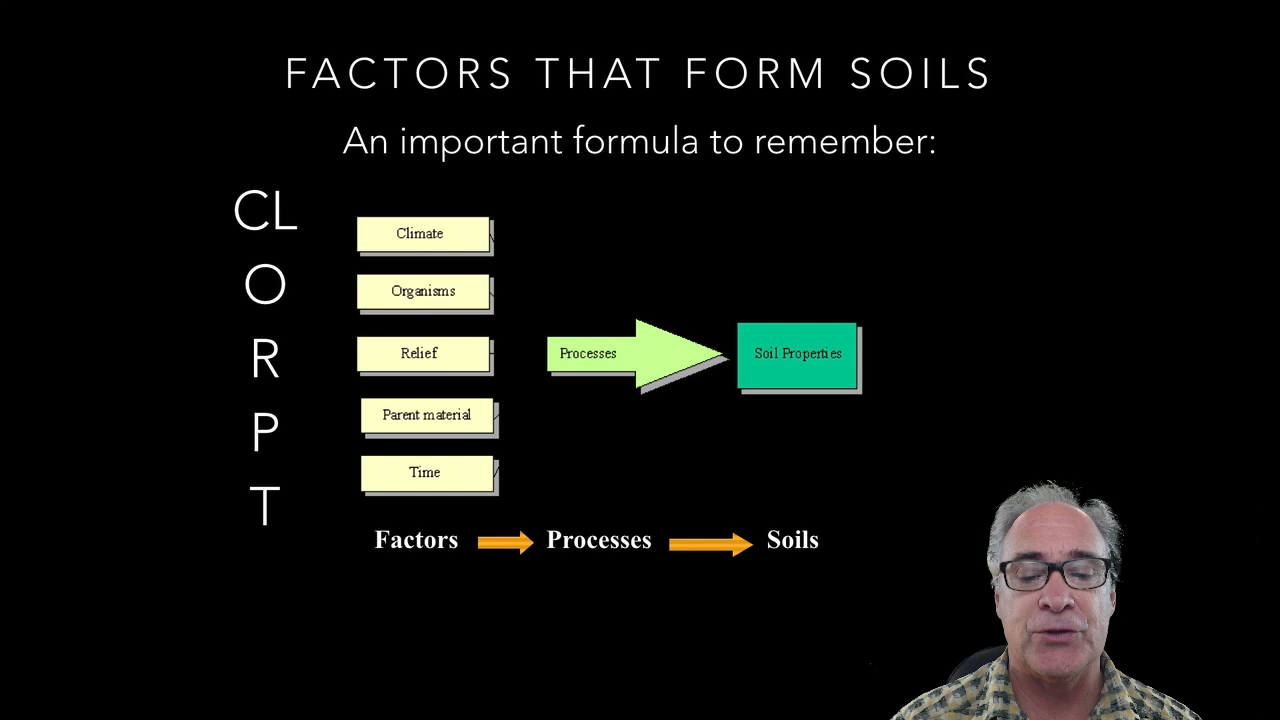 FACTORS THAT FORM SOILS
An important formula to remember:
CL
Climate
O
Organisms
R
Relief
Processes
Soil Properties
P
Parent material
T
Time
Factors Processes Soils